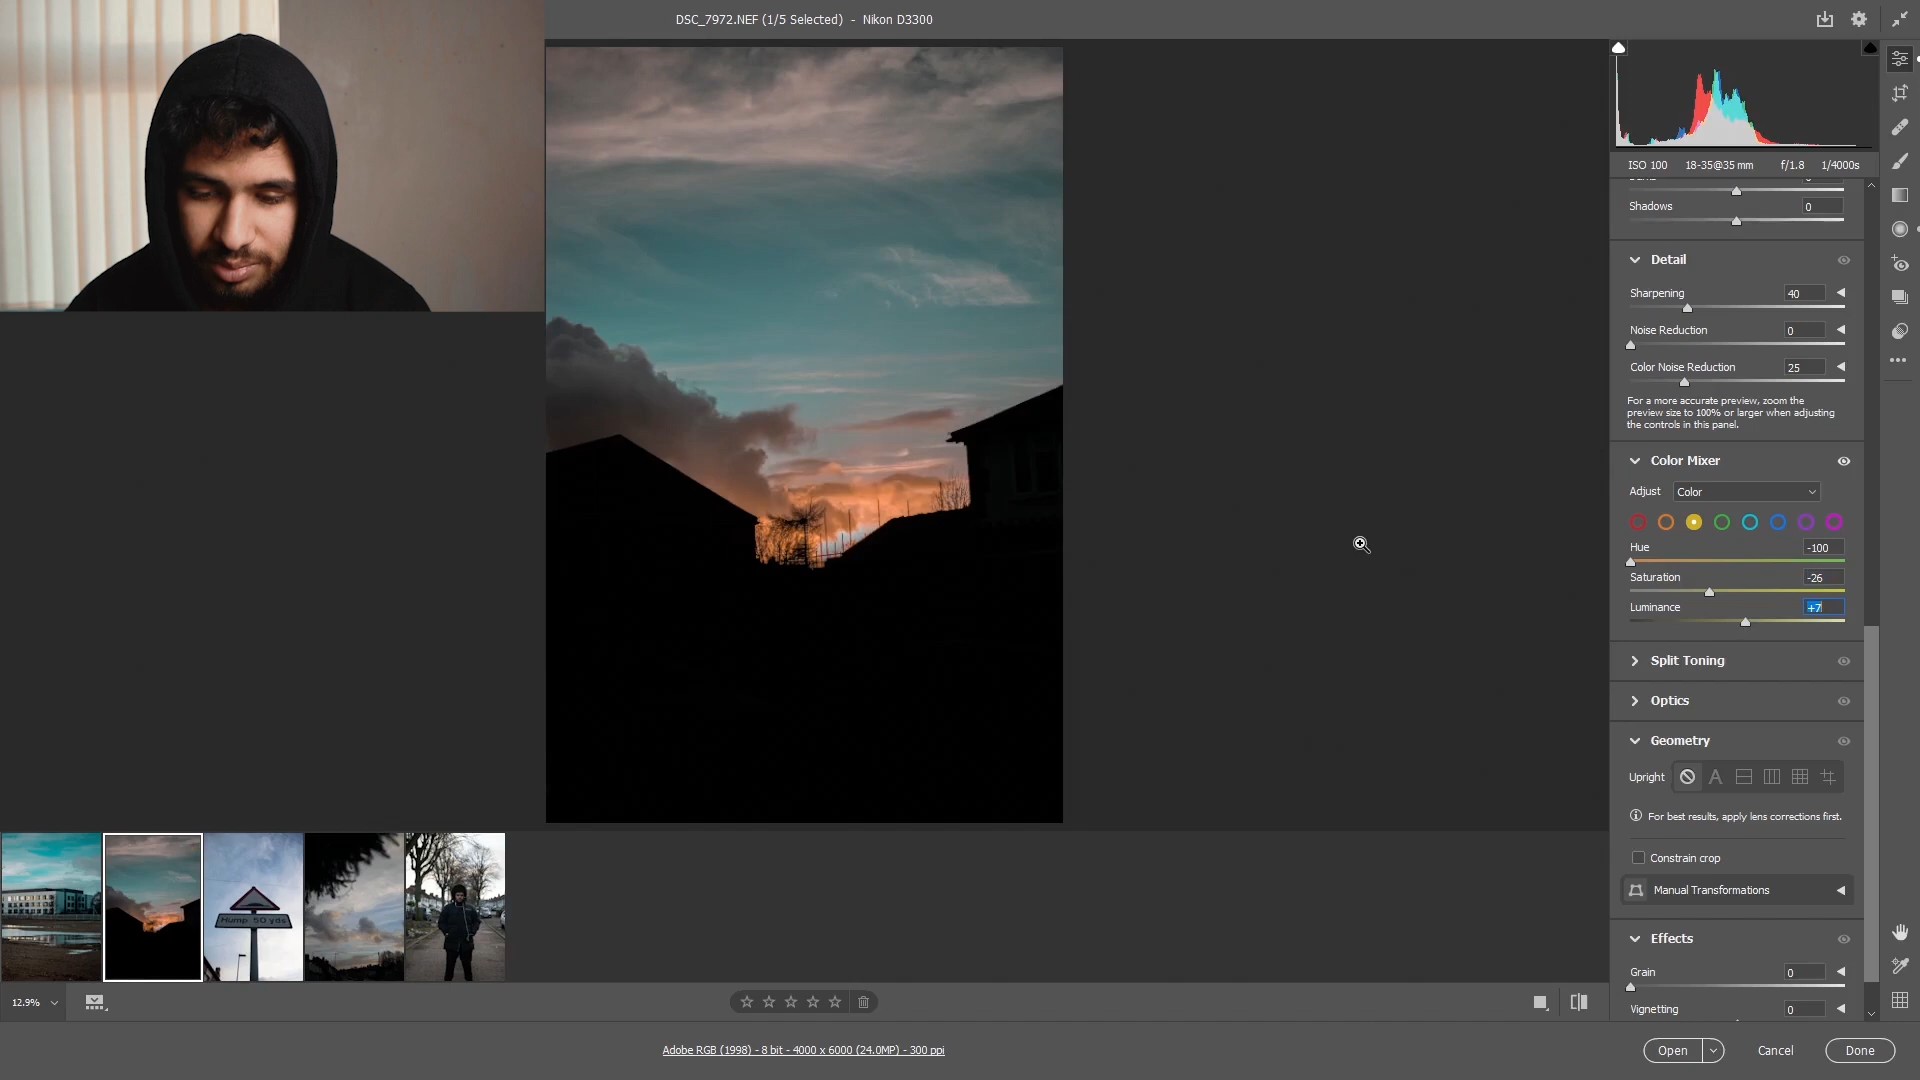 DSC_7972.NEF (1/5 Selected) - Nikon D3300
ISO 100 18-35@35 mm f/1.8 1/4000s
Shadows 0
Detail
Sharpening 40
Noise Reduction 0
Color Noise Reduction 25
For a more accurate preview, zoom the
preview size to 100% or larger when adjusting
the controls in this panel.
Color Mixer
Adjust Color
Hue -100
Saturation -26
Luminance +7
Split Toning
Optics
Geometry
Upright A
For best results, apply lens corrections first.
Constrain crop
Manual Transformations
Effects
Grain 0
Vignetting 0
Hump 50 yds
12.9%
Adobe RGB (1998) - 8 bit - 4000 x 6000 (24.0MP) - 300 ppi
Open Cancel Done